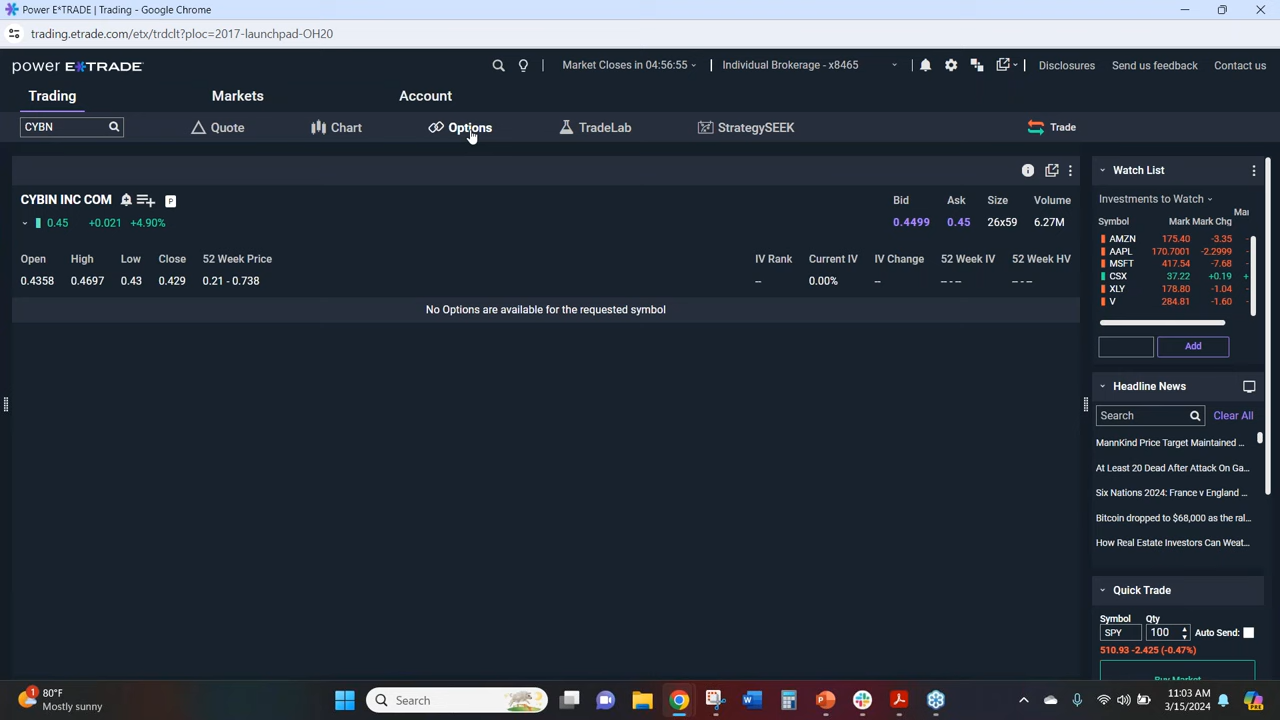 Power E*TRADE | Trading - Google Chrome
trading.etrade.com/etx/trdclt?ploc=2017-launchpad-OH20
power E*TRADE
Market Closes in 04:56:55
Individual Brokerage - x8465
Disclosures
Send us feedback
Contact us
Trading
Markets
Account
CYBN
Quote
Chart
Options
TradeLab
StrategySEEK
Trade
CYBIN INC COM P
0.45 +0.021 +4.90%
Bid Ask Size Volume
0.4499 0.45 26x59 6.27M
Open High Low Close 52 Week Price
0.4358 0.4697 0.43 0.429 0.21 - 0.738
IV Rank Current IV IV Change 52 Week IV 52 Week HV
-- 0.00% -- -- - -- -- - --
No Options are available for the requested symbol
Watch List
Investments to Watch
Symbol Mark Mark Chg Mar
AMZN 175.40 -3.35 -
AAPL 170.7001 -2.2999 -
MSFT 417.54 -7.68 -
CSX 37.22 +0.19 +
XLY 178.80 -1.04 -
V 284.81 -1.60 -
Add
Headline News
Search
Clear All
MannKind Price Target Maintained ...
At Least 20 Dead After Attack On Ga...
Six Nations 2024: France v England ...
Bitcoin dropped to $68,000 as the ral...
How Real Estate Investors Can Weat...
Quick Trade
Symbol Qty
SPY 100 Auto Send:
510.93 -2.425 (-0.47%)
Buy Market
1
80°F
Mostly sunny
Search
11:03 AM
3/15/2024